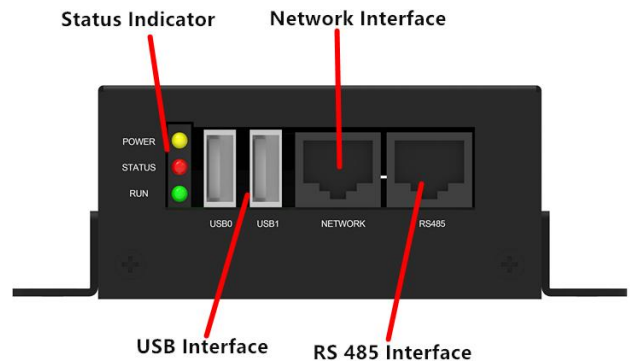 Status Indicator
Network Interface
POWER
STATUS
RUN
USB0
USB1
NETWORK
RS485
USB Interface
RS 485 Interface